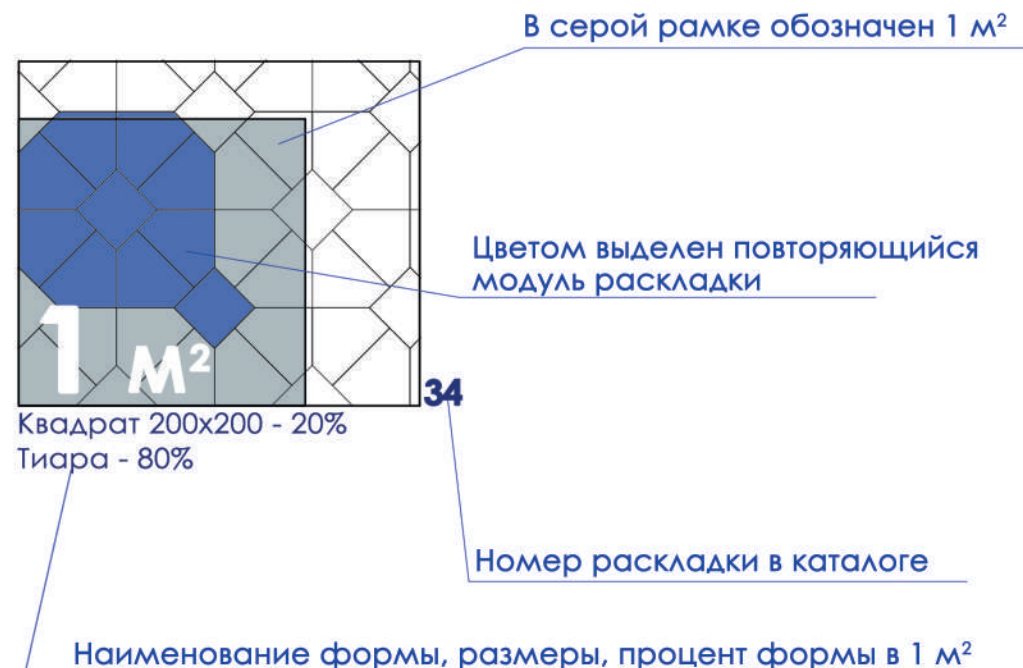 В серой рамке обозначен 1 м²
Цветом выделен повторяющийся
модуль раскладки
1 м²
34
Квадрат 200х200 - 20%
Тиара - 80%
Номер раскладки в каталоге
Наименование формы, размеры, процент формы в 1 м²